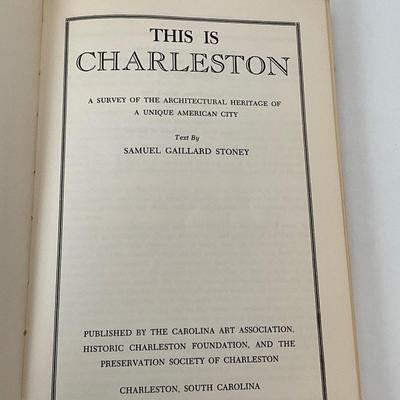 THIS IS
CHARLESTON
A SURVEY OF THE ARCHITECTURAL HERITAGE OF
A UNIQUE AMERICAN CITY
Text By
SAMUEL GAILLARD STONEY
PUBLISHED BY THE CAROLINA ART ASSOCIATION,
HISTORIC CHARLESTON FOUNDATION, AND THE
PRESERVATION SOCIETY OF CHARLESTON
CHARLESTON, SOUTH CAROLINA